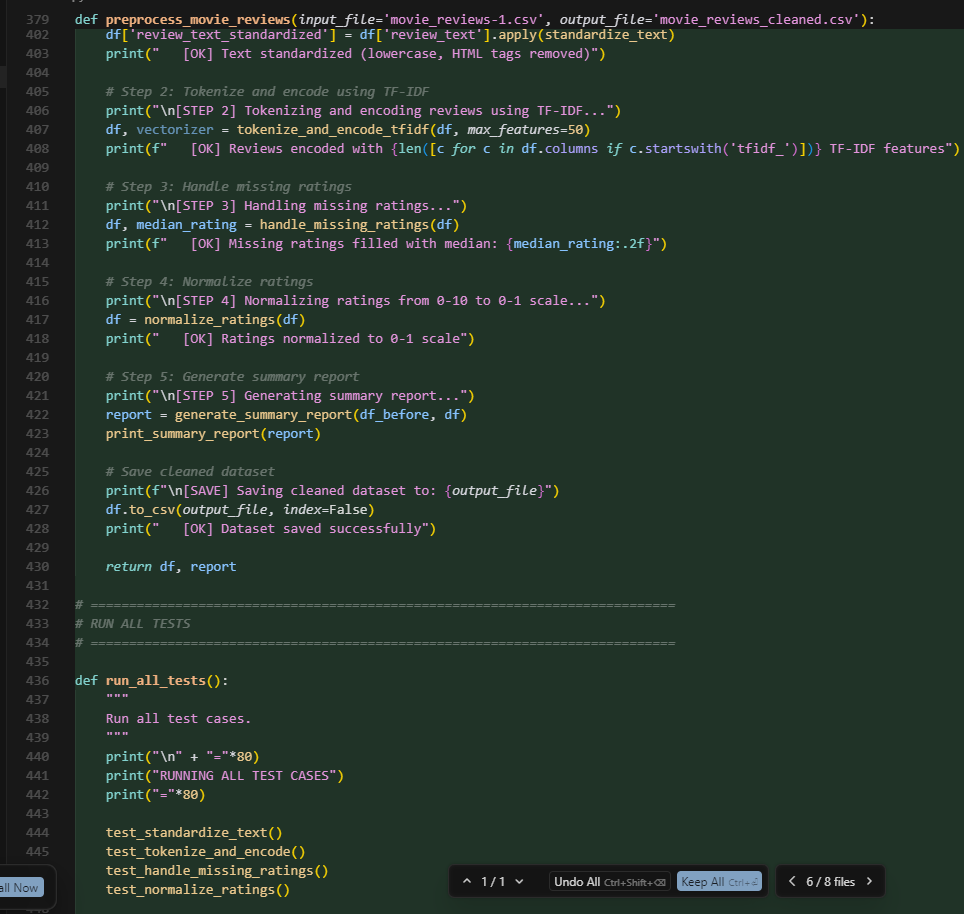 379 def preprocess_movie_reviews(input_file='movie_reviews-1.csv', output_file='movie_reviews_cleaned.csv'):
402     df['review_text_standardized'] = df['review_text'].apply(standardize_text)
403     print("   [OK] Text standardized (lowercase, HTML tags removed)")
404
405     # Step 2: Tokenize and encode using TF-IDF
406     print("\n[STEP 2] Tokenizing and encoding reviews using TF-IDF...")
407     df, vectorizer = tokenize_and_encode_tfidf(df, max_features=50)
408     print(f"   [OK] Reviews encoded with {len([c for c in df.columns if c.startswith('tfidf_')])} TF-IDF features")
409
410     # Step 3: Handle missing ratings
411     print("\n[STEP 3] Handling missing ratings...")
412     df, median_rating = handle_missing_ratings(df)
413     print(f"   [OK] Missing ratings filled with median: {median_rating:.2f}")
414
415     # Step 4: Normalize ratings
416     print("\n[STEP 4] Normalizing ratings from 0-10 to 0-1 scale...")
417     df = normalize_ratings(df)
418     print("   [OK] Ratings normalized to 0-1 scale")
419
420     # Step 5: Generate summary report
421     print("\n[STEP 5] Generating summary report...")
422     report = generate_summary_report(df_before, df)
423     print_summary_report(report)
424
425     # Save cleaned dataset
426     print(f"\n[SAVE] Saving cleaned dataset to: {output_file}")
427     df.to_csv(output_file, index=False)
428     print("   [OK] Dataset saved successfully")
429
430     return df, report
431
432 # ============================================================================
433 # RUN ALL TESTS
434 # ============================================================================
435
436 def run_all_tests():
437     """
438     Run all test cases.
439     """
440     print("\n" + "="*80)
441     print("RUNNING ALL TEST CASES")
442     print("="*80)
443
444     test_standardize_text()
445     test_tokenize_and_encode()
    test_handle_missing_ratings()
    test_normalize_ratings()
all Now
1 / 1
Undo All Ctrl+Shift+⌫
Keep All Ctrl+⏎
6 / 8 files